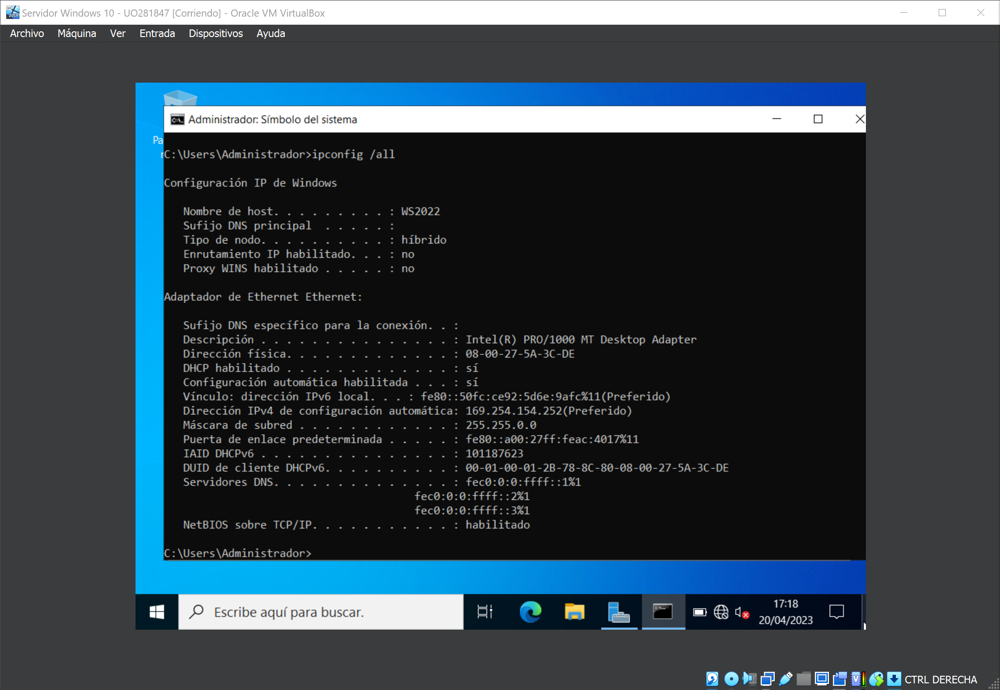 Servidor Windows 10 - UO281847 [Corriendo] - Oracle VM VirtualBox
Archivo Máquina Ver Entrada Dispositivos Ayuda
Administrador: Símbolo del sistema
Pa
C:\Users\Administrador>ipconfig /all
Configuración IP de Windows
Nombre de host. . . . . . . . . : WS2022
Sufijo DNS principal  . . . . . :
Tipo de nodo. . . . . . . . . . : híbrido
Enrutamiento IP habilitado. . . : no
Proxy WINS habilitado . . . . . : no
Adaptador de Ethernet Ethernet:
Sufijo DNS específico para la conexión. . :
Descripción . . . . . . . . . . . . . . . : Intel(R) PRO/1000 MT Desktop Adapter
Dirección física. . . . . . . . . . . . . : 08-00-27-5A-3C-DE
DHCP habilitado . . . . . . . . . . . . . : sí
Configuración automática habilitada . . . : sí
Vínculo: dirección IPv6 local. . . : fe80::50fc:ce92:5d6e:9afc%11(Preferido)
Dirección IPv4 de configuración automática: 169.254.154.252(Preferido)
Máscara de subred . . . . . . . . . . . . : 255.255.0.0
Puerta de enlace predeterminada . . . . . : fe80::a00:27ff:feac:4017%11
IAID DHCPv6 . . . . . . . . . . . . . . . : 101187623
DUID de cliente DHCPv6. . . . . . . . . . : 00-01-00-01-2B-78-8C-80-08-00-27-5A-3C-DE
Servidores DNS. . . . . . . . . . . . . . : fec0:0:0:ffff::1%1
fec0:0:0:ffff::2%1
fec0:0:0:ffff::3%1
NetBIOS sobre TCP/IP. . . . . . . . . . . : habilitado
C:\Users\Administrador>
Escribe aquí para buscar.
17:18
20/04/2023
CTRL DERECHA